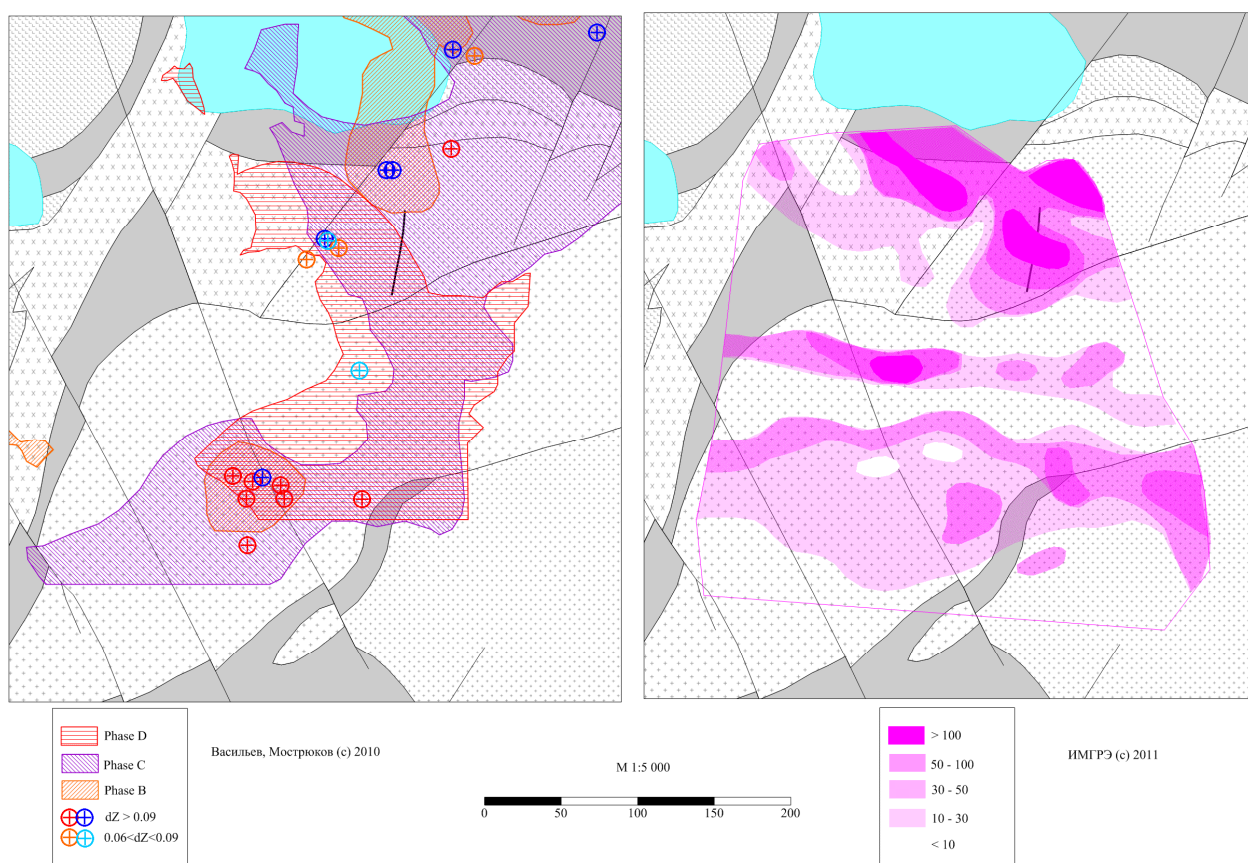 Phase D
Phase C
Phase B
dZ > 0.09
0.06<dZ<0.09
Васильев, Мострюков (с) 2010
М 1:5 000
0 50 100 150 200
> 100
50 - 100
30 - 50
10 - 30
< 10
ИМГРЭ (с) 2011